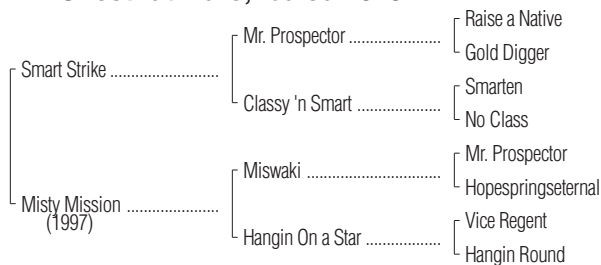 Raise a Native
Mr. Prospector
Gold Digger
Smart Strike
Smarten
Classy 'n Smart
No Class
Mr. Prospector
Miswaki
Hopespringseternal
Misty Mission
(1997)
Vice Regent
Hangin On a Star
Hangin Round